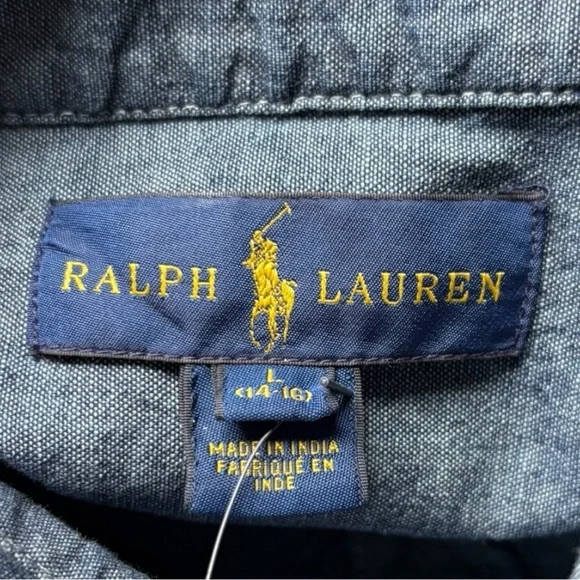 RALPH LAUREN
L
(14-16)
MADE IN INDIA
FABRIQUÉ EN
INDE